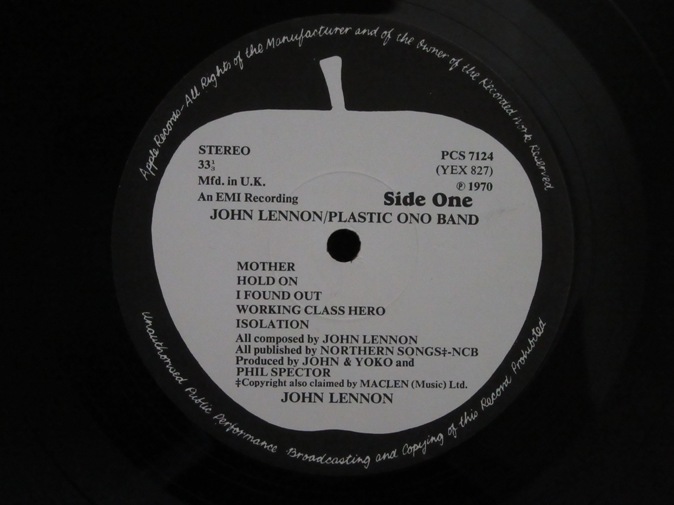 Apple Records-All Rights of the Manufacturer and of the Owner of the Recorded Work Reserved
STEREO
33⅓
Mfd. in U.K.
An EMI Recording
PCS 7124
(YEX 827)
℗ 1970
Side One
JOHN LENNON/PLASTIC ONO BAND
MOTHER
HOLD ON
I FOUND OUT
WORKING CLASS HERO
ISOLATION
All composed by JOHN LENNON
All published by NORTHERN SONGS‡-NCB
Produced by JOHN & YOKO and
PHIL SPECTOR
‡Copyright also claimed by MACLEN (Music) Ltd.
JOHN LENNON
Unauthorised Public Performance Broadcasting and Copying of this Record Prohibited